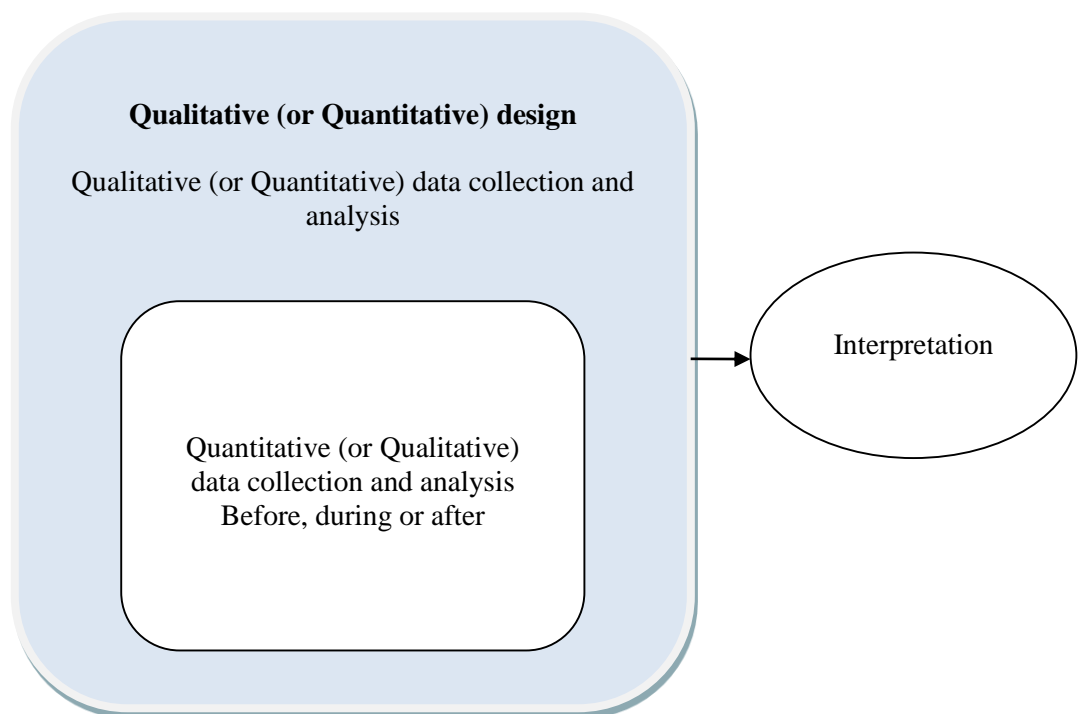 Qualitative (or Quantitative) design
Qualitative (or Quantitative) data collection and
analysis
Quantitative (or Qualitative)
data collection and analysis
Before, during or after
Interpretation